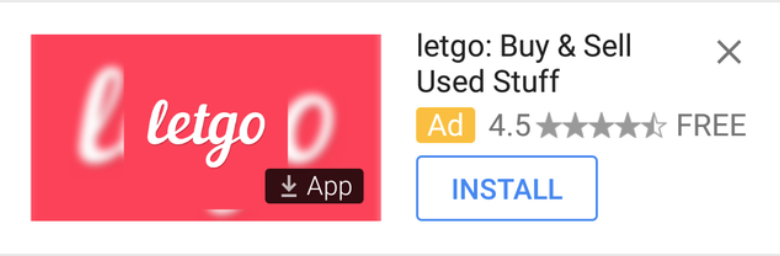 letgo
App
letgo: Buy & Sell
Used Stuff
Ad 4.5 FREE
INSTALL